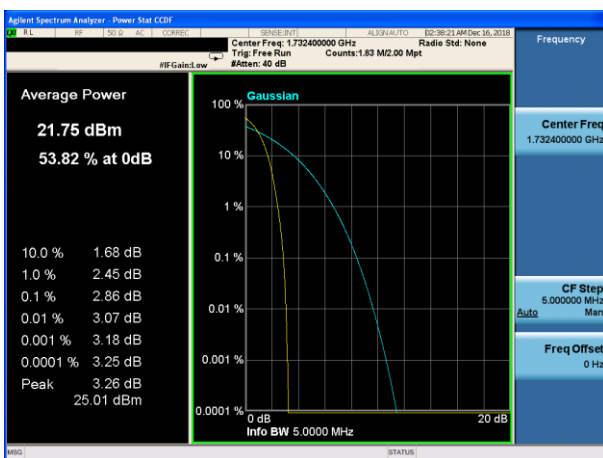 Agilent Spectrum Analyzer - Power Stat CCDF
RL RF 50 Ω AC CORREC SENSE:INT ALIGNAUTO 02:38:21 AM Dec 16, 2018
Center Freq: 1.732400000 GHz Radio Std: None
Trig: Free Run Counts:1.83 M/2.00 Mpt
#IFGain:Low #Atten: 40 dB
Frequency
Average Power
21.75 dBm
53.82 % at 0dB
10.0 % 1.68 dB
1.0 % 2.45 dB
0.1 % 2.86 dB
0.01 % 3.07 dB
0.001 % 3.18 dB
0.0001 % 3.25 dB
Peak 3.26 dB
25.01 dBm
Gaussian
100 %
10 %
1 %
0.1 %
0.01 %
0.001 %
0.0001 %
0 dB 20 dB
Info BW 5.0000 MHz
Center Freq
1.732400000 GHz
CF Step
5.000000 MHz
Auto Man
Freq Offset
0 Hz
MSG STATUS